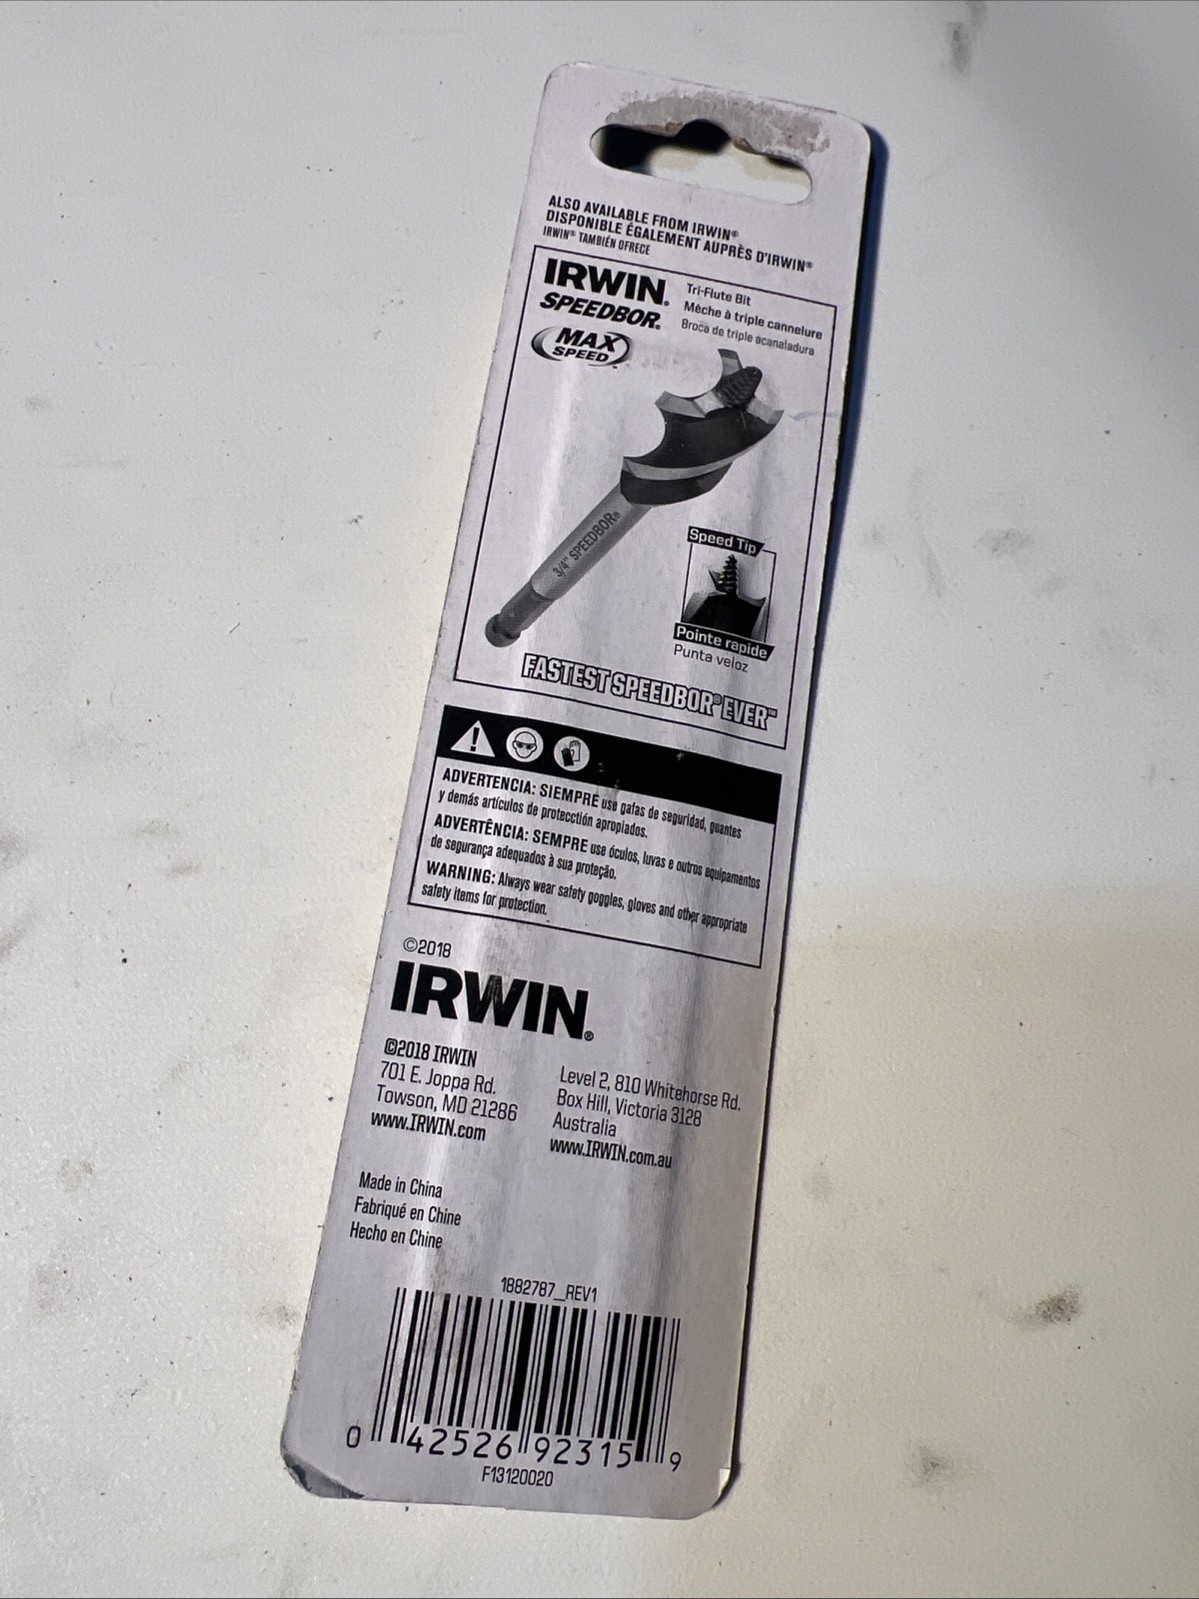 ALSO AVAILABLE FROM IRWIN®
DISPONIBLE ÉGALEMENT AUPRÈS D'IRWIN®
IRWIN® TAMBIÉN OFRECE
IRWIN®
SPEEDBOR®
MAX
SPEED™
Tri-Flute Bit
Mèche à triple cannelure
Broca de triple acanaladura
3/4" SPEEDBOR®
Speed Tip
Pointe rapide
Punta veloz
FASTEST SPEEDBOR® EVER™
ADVERTENCIA: SIEMPRE use gafas de seguridad, guantes
y demás artículos de protecctión apropiados.
ADVERTÊNCIA: SEMPRE use óculos, luvas e outros equipamentos
de segurança adequados à sua proteção.
WARNING: Always wear safety goggles, gloves and other appropriate
safety items for protection.
©2018
IRWIN®
©2018 IRWIN
701 E. Joppa Rd.
Towson, MD 21286
www.IRWIN.com
Level 2, 810 Whitehorse Rd.
Box Hill, Victoria 3128
Australia
www.IRWIN.com.au
Made in China
Fabriqué en Chine
Hecho en Chine
1882787_REV1
0 42526 92315 9
F13120020